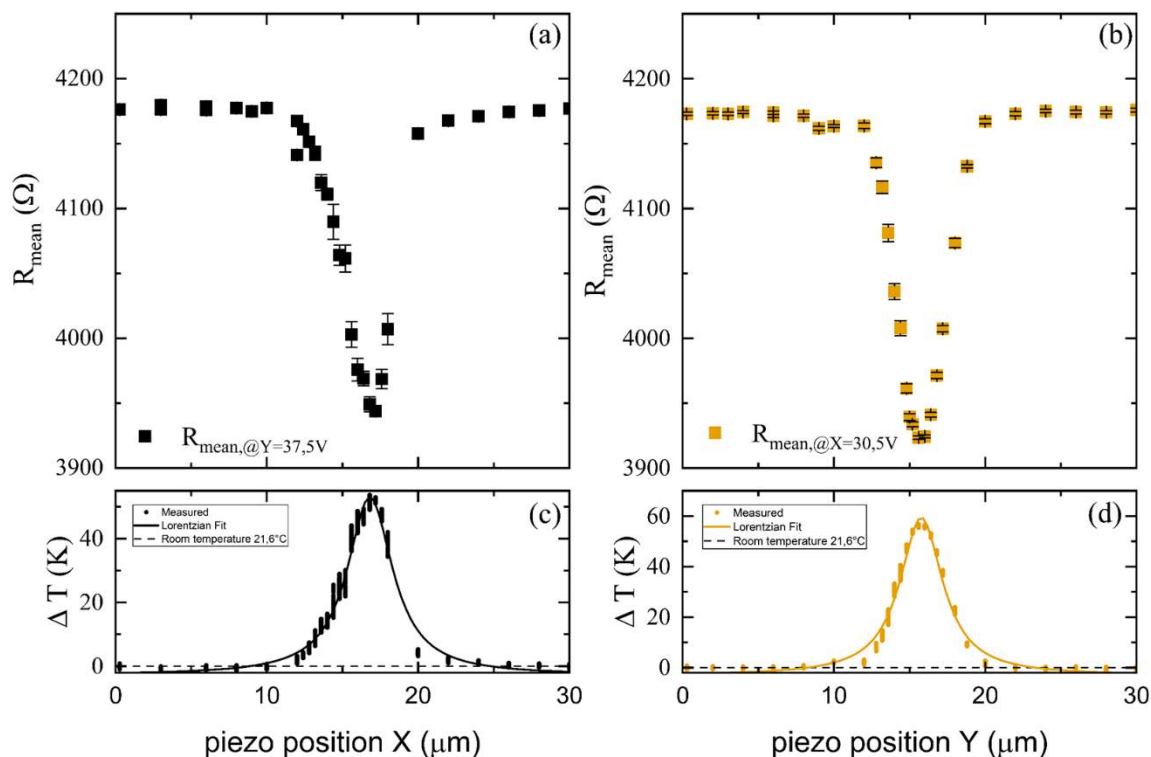 (a)
4200
4100
4000
3900
R_mean (Ω)
R_mean,@Y=37,5V
(b)
4200
4100
4000
3900
R_mean (Ω)
R_mean,@X=30,5V
(c)
Measured
Lorentzian Fit
Room temperature 21,6°C
40
20
0
Δ T (K)
0 10 20 30
piezo position X (μm)
(d)
Measured
Lorentzian Fit
Room temperature 21,6°C
60
40
20
0
Δ T (K)
0 10 20 30
piezo position Y (μm)